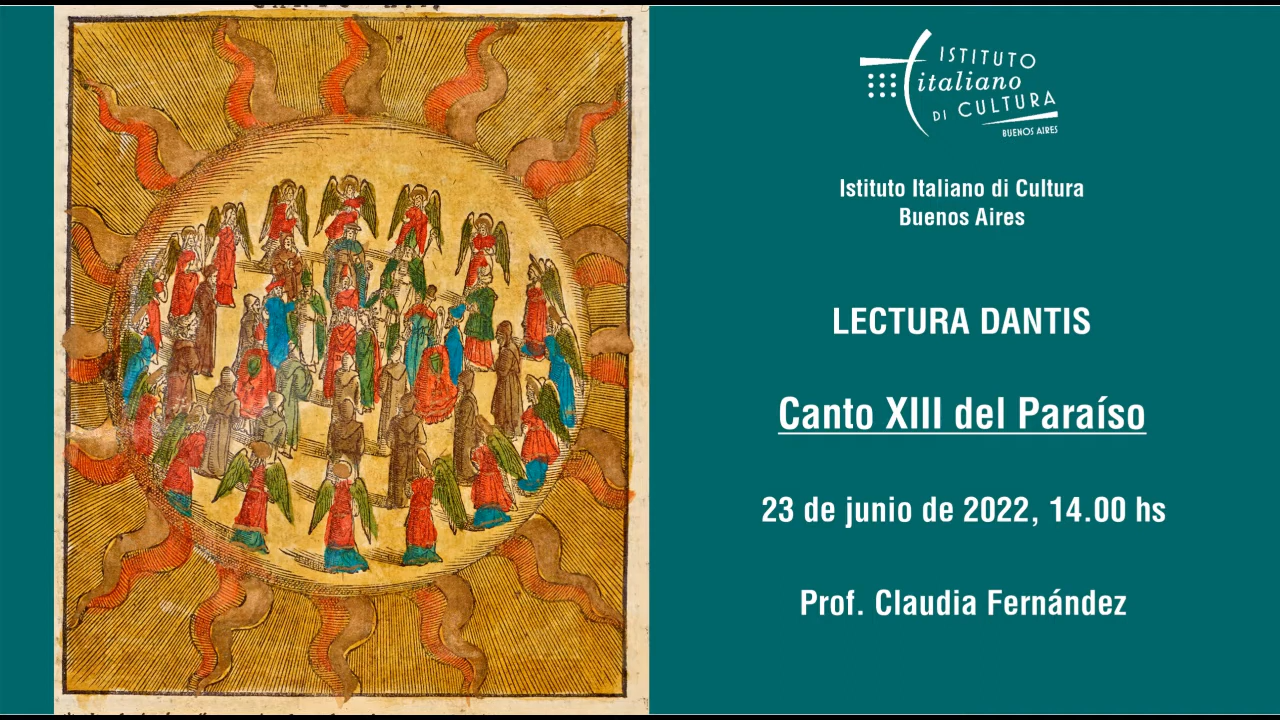 ISTITUTO
italiano
DI CULTURA
BUENOS AIRES
Istituto Italiano di Cultura
Buenos Aires
LECTURA DANTIS
Canto XIII del Paraíso
23 de junio de 2022, 14.00 hs
Prof. Claudia Fernández